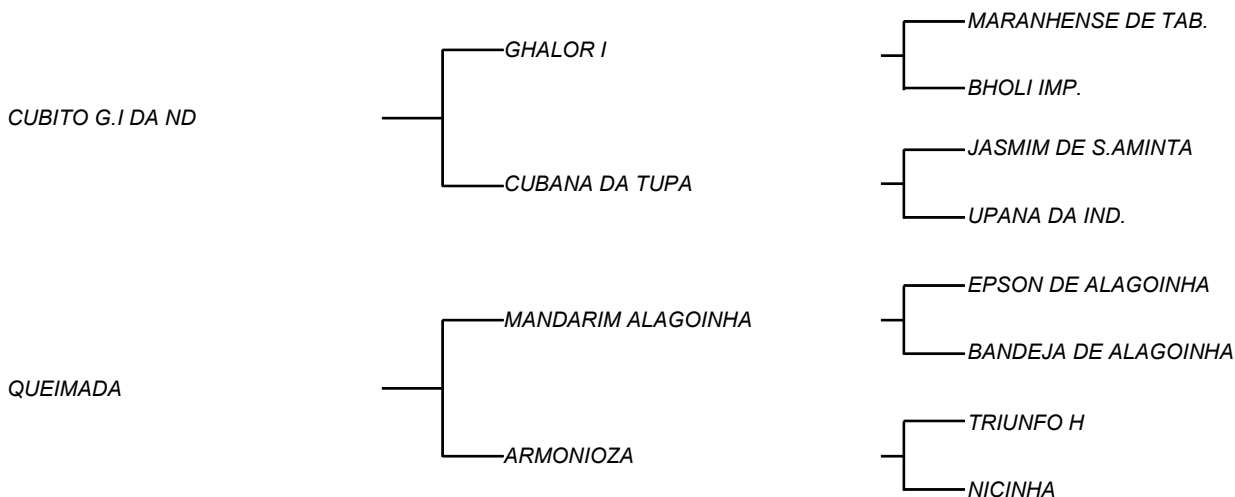 MARANHENSE DE TAB.
GHALOR I
BHOLI IMP.
CUBITO G.I DA ND
JASMIM DE S.AMINTA
CUBANA DA TUPA
UPANA DA IND.
EPSON DE ALAGOINHA
MANDARIM ALAGOINHA
BANDEJA DE ALAGOINHA
QUEIMADA
TRIUNFO H
ARMONIOZA
NICINHA